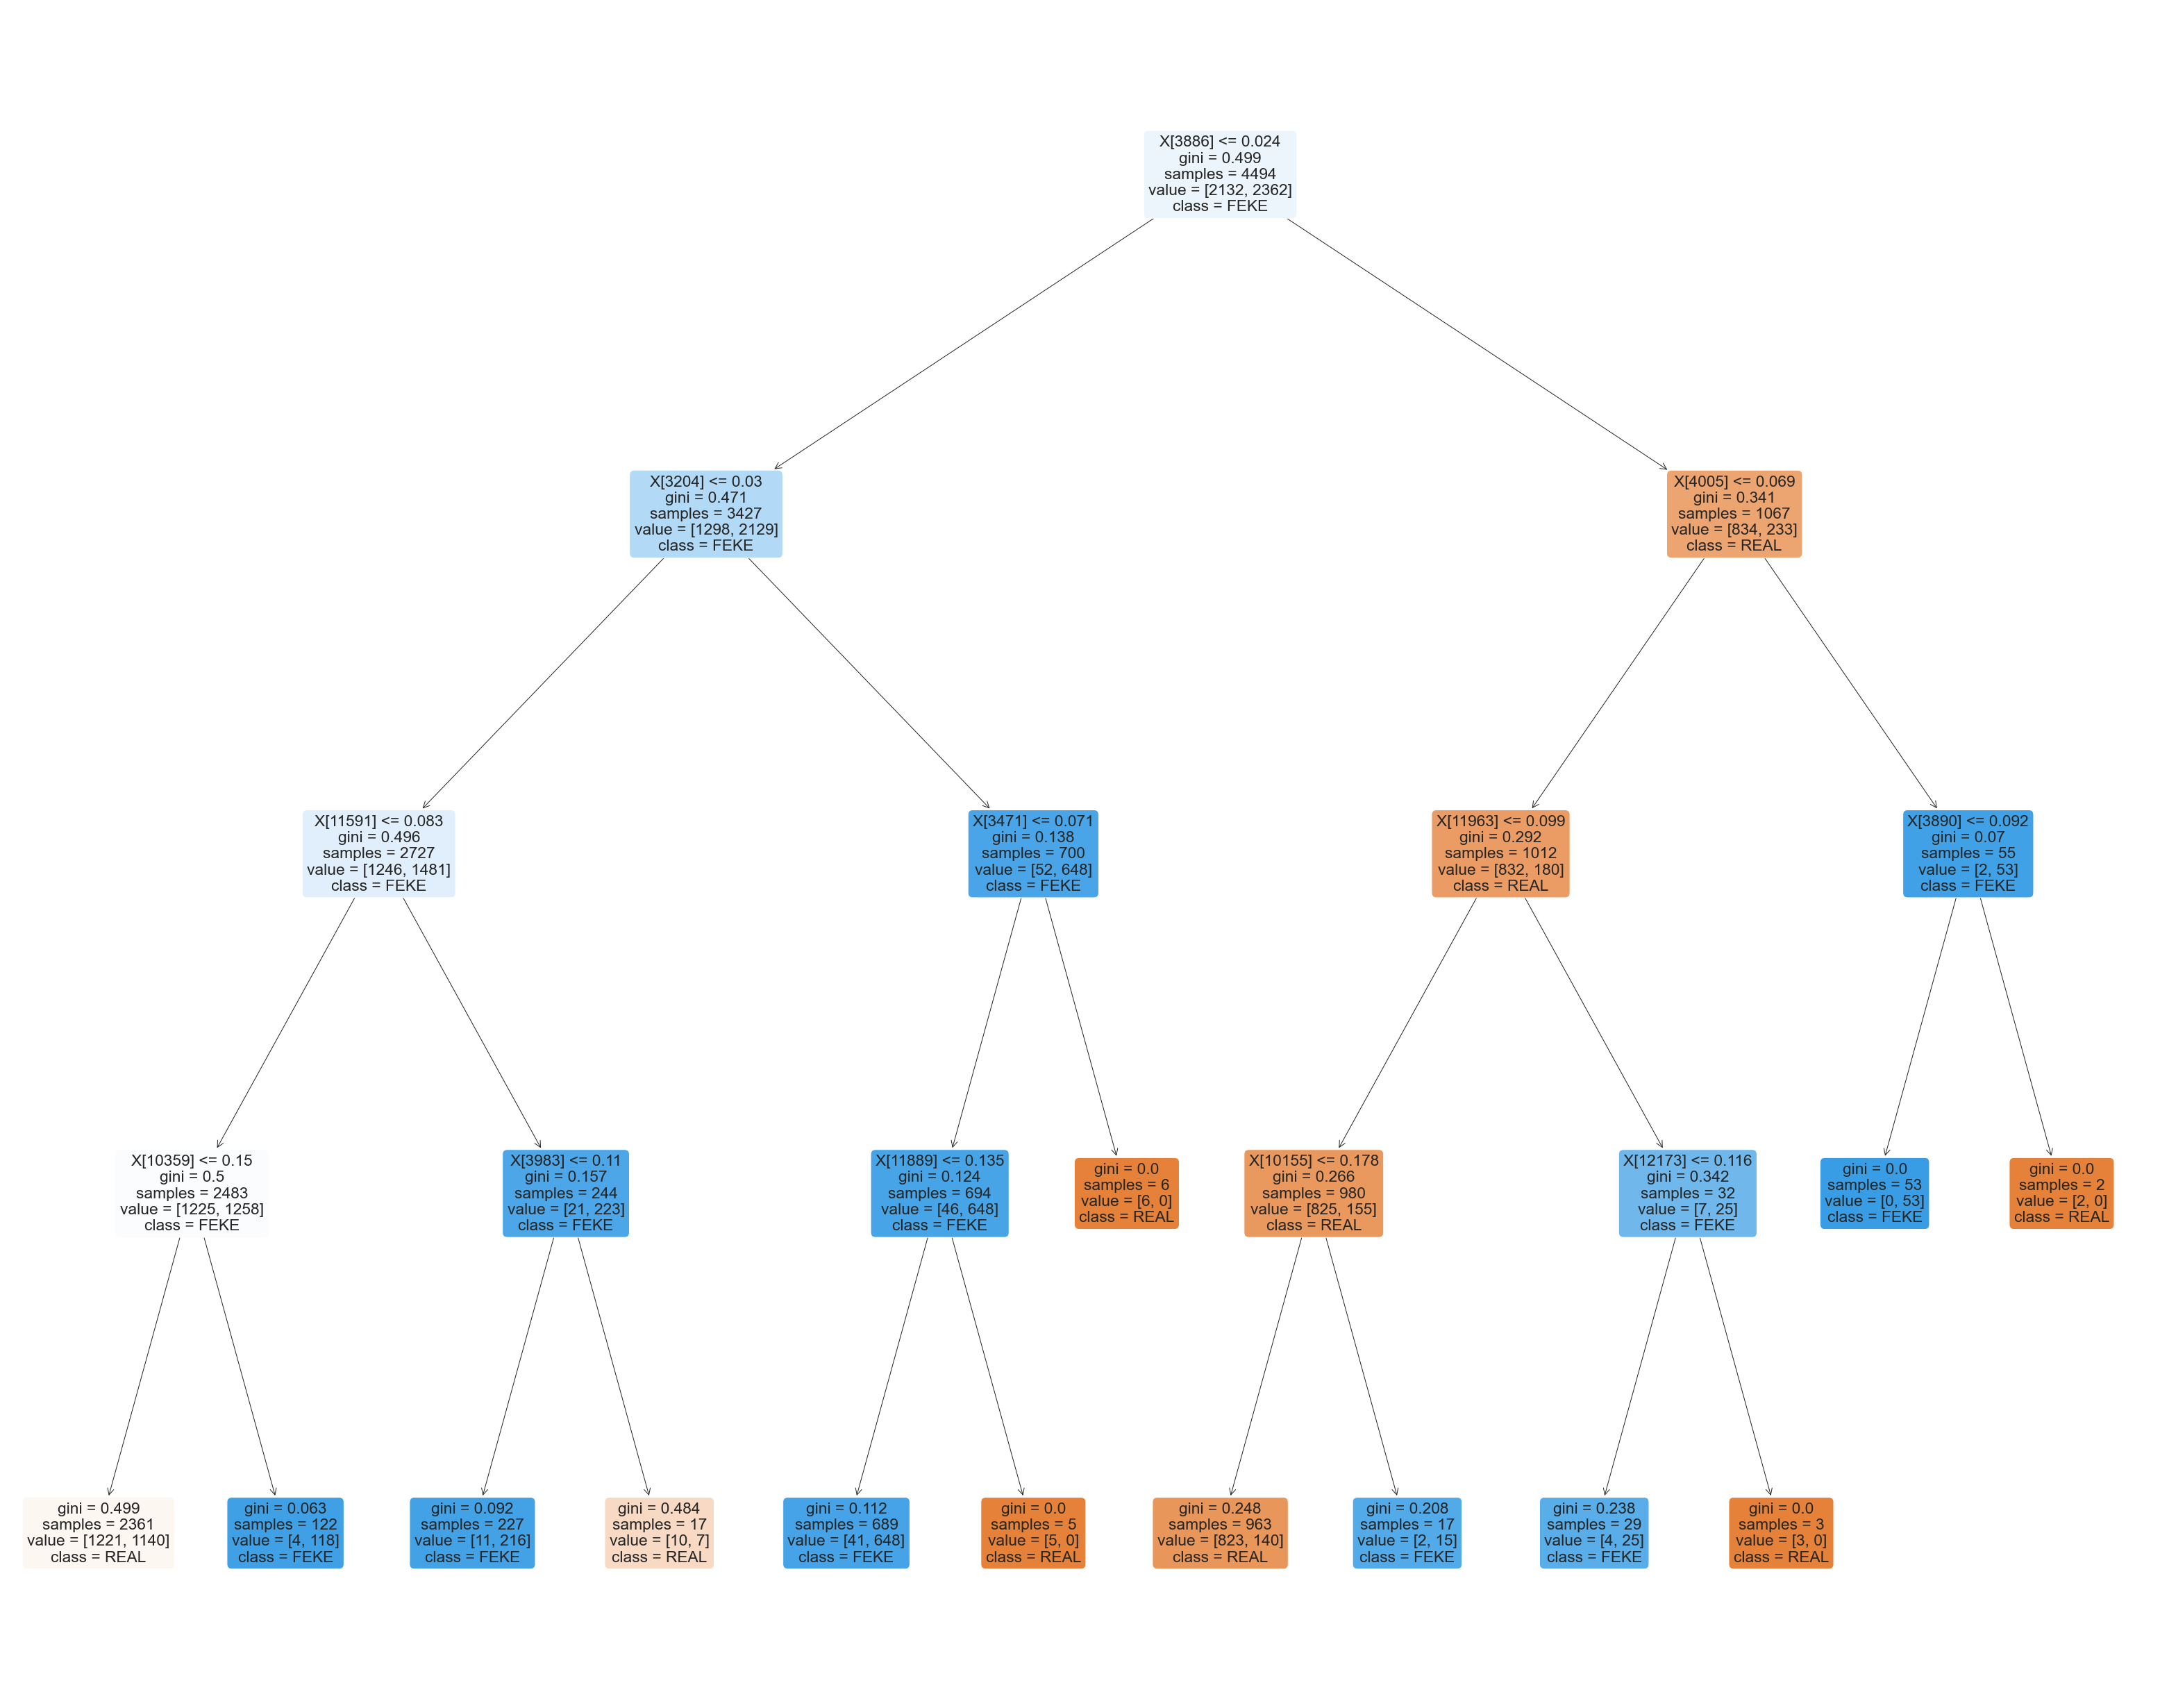 X[3886] <= 0.024
gini = 0.499
samples = 4494
value = [2132, 2362]
class = FEKE
X[3204] <= 0.03
gini = 0.471
samples = 3427
value = [1298, 2129]
class = FEKE
X[4005] <= 0.069
gini = 0.341
samples = 1067
value = [834, 233]
class = REAL
X[11591] <= 0.083
gini = 0.496
samples = 2727
value = [1246, 1481]
class = FEKE
X[3471] <= 0.071
gini = 0.138
samples = 700
value = [52, 648]
class = FEKE
X[11963] <= 0.099
gini = 0.292
samples = 1012
value = [832, 180]
class = REAL
X[3890] <= 0.092
gini = 0.07
samples = 55
value = [2, 53]
class = FEKE
X[10359] <= 0.15
gini = 0.5
samples = 2483
value = [1225, 1258]
class = FEKE
X[3983] <= 0.11
gini = 0.157
samples = 244
value = [21, 223]
class = FEKE
X[11889] <= 0.135
gini = 0.124
samples = 694
value = [46, 648]
class = FEKE
gini = 0.0
samples = 6
value = [6, 0]
class = REAL
X[10155] <= 0.178
gini = 0.266
samples = 980
value = [825, 155]
class = REAL
X[12173] <= 0.116
gini = 0.342
samples = 32
value = [7, 25]
class = FEKE
gini = 0.0
samples = 53
value = [0, 53]
class = FEKE
gini = 0.0
samples = 2
value = [2, 0]
class = REAL
gini = 0.499
samples = 2361
value = [1221, 1140]
class = REAL
gini = 0.063
samples = 122
value = [4, 118]
class = FEKE
gini = 0.092
samples = 227
value = [11, 216]
class = FEKE
gini = 0.484
samples = 17
value = [10, 7]
class = REAL
gini = 0.112
samples = 689
value = [41, 648]
class = FEKE
gini = 0.0
samples = 5
value = [5, 0]
class = REAL
gini = 0.248
samples = 963
value = [823, 140]
class = REAL
gini = 0.208
samples = 17
value = [2, 15]
class = FEKE
gini = 0.238
samples = 29
value = [4, 25]
class = FEKE
gini = 0.0
samples = 3
value = [3, 0]
class = REAL